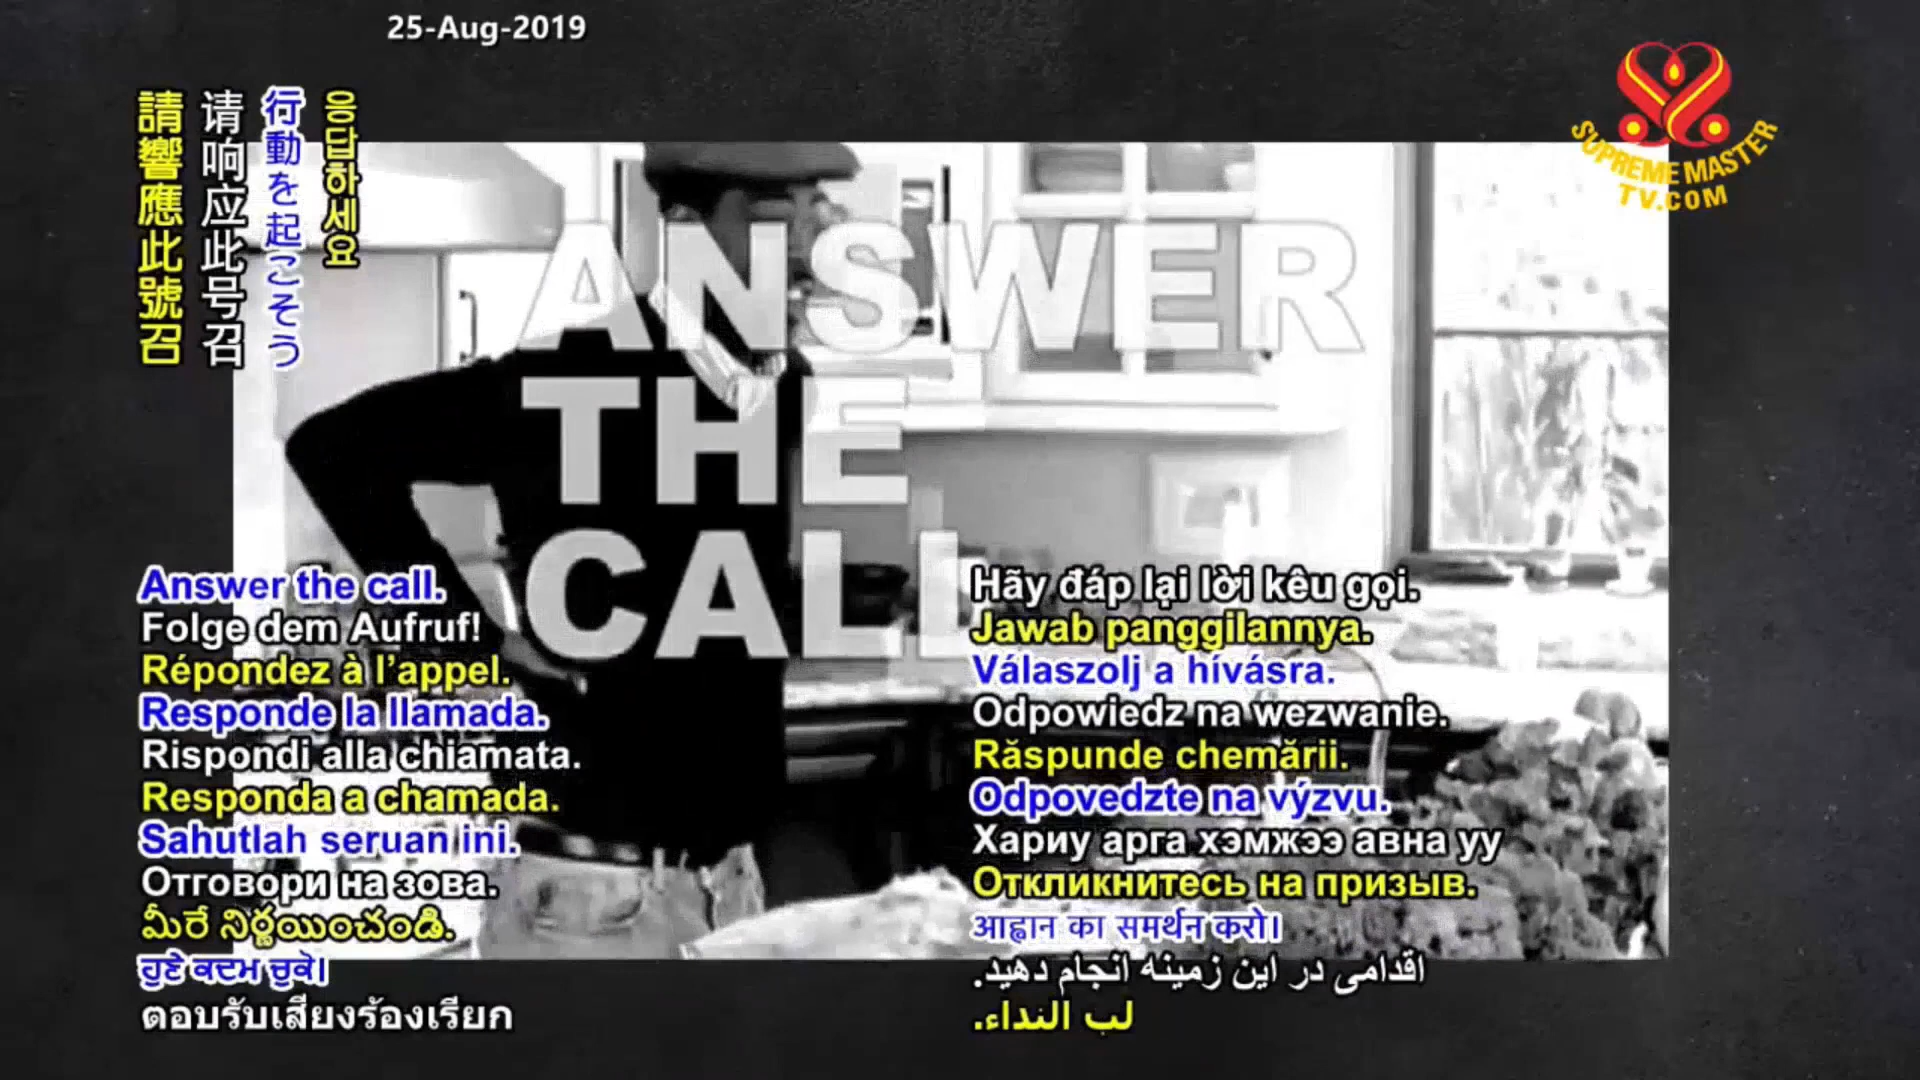 25-Aug-2019
SUPREME MASTER
TV.COM
請響應此號召
请响应此号召
行動を起こそう
응답하세요
ANSWER
THE
CALL
Answer the call.
Folge dem Aufruf!
Répondez à l’appel.
Responde la llamada.
Rispondi alla chiamata.
Responda a chamada.
Sahutlah seruan ini.
Отговори на зова.
మీరే నిర్ణయించండి.
ਹੁਣੇ ਕਦਮ ਚੁਕੋ।
ตอบรับเสียงร้องเรียก
Hãy đáp lại lời kêu gọi.
Jawab panggilannya.
Válaszolj a hívásra.
Odpowiedz na wezwanie.
Răspunde chemării.
Odpovedzte na výzvu.
Хариу арга хэмжээ авна уу
Откликнитесь на призыв.
आह्वान का समर्थन करो।
اقدامی در این زمینه انجام دهید.
لب النداء.